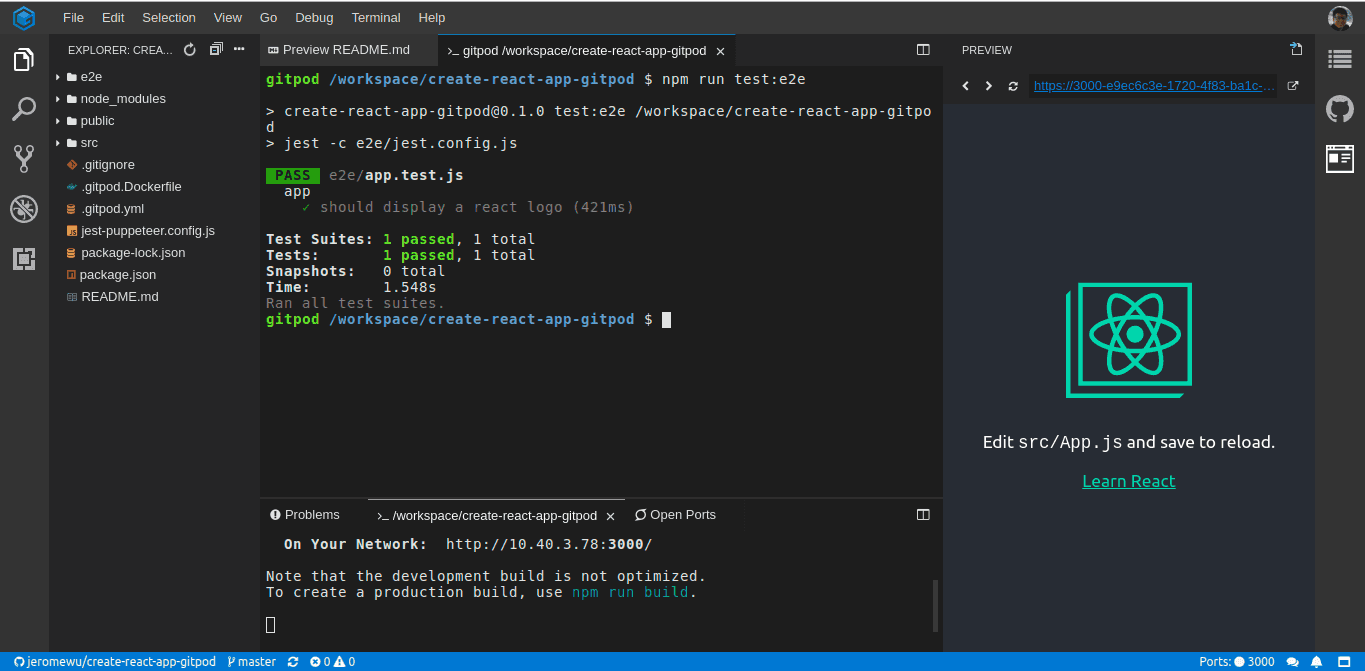 File Edit Selection View Go Debug Terminal Help
EXPLORER: CREA...
e2e
node_modules
public
src
.gitignore
.gitpod.Dockerfile
.gitpod.yml
jest-puppeteer.config.js
package-lock.json
package.json
README.md
Preview README.md
>_ gitpod /workspace/create-react-app-gitpod ×
gitpod /workspace/create-react-app-gitpod $ npm run test:e2e
> create-react-app-gitpod@0.1.0 test:e2e /workspace/create-react-app-gitpo
d
> jest -c e2e/jest.config.js
PASS e2e/app.test.js
app
✓ should display a react logo (421ms)
Test Suites: 1 passed, 1 total
Tests: 1 passed, 1 total
Snapshots: 0 total
Time: 1.548s
Ran all test suites.
gitpod /workspace/create-react-app-gitpod $
Problems
>_ /workspace/create-react-app-gitpod ×
Open Ports
On Your Network: http://10.40.3.78:3000/
Note that the development build is not optimized.
To create a production build, use npm run build.
PREVIEW
https://3000-e9ec6c3e-1720-4f83-ba1c-...
Edit src/App.js and save to reload.
Learn React
jeromewu/create-react-app-gitpod master 0 0
Ports: 3000